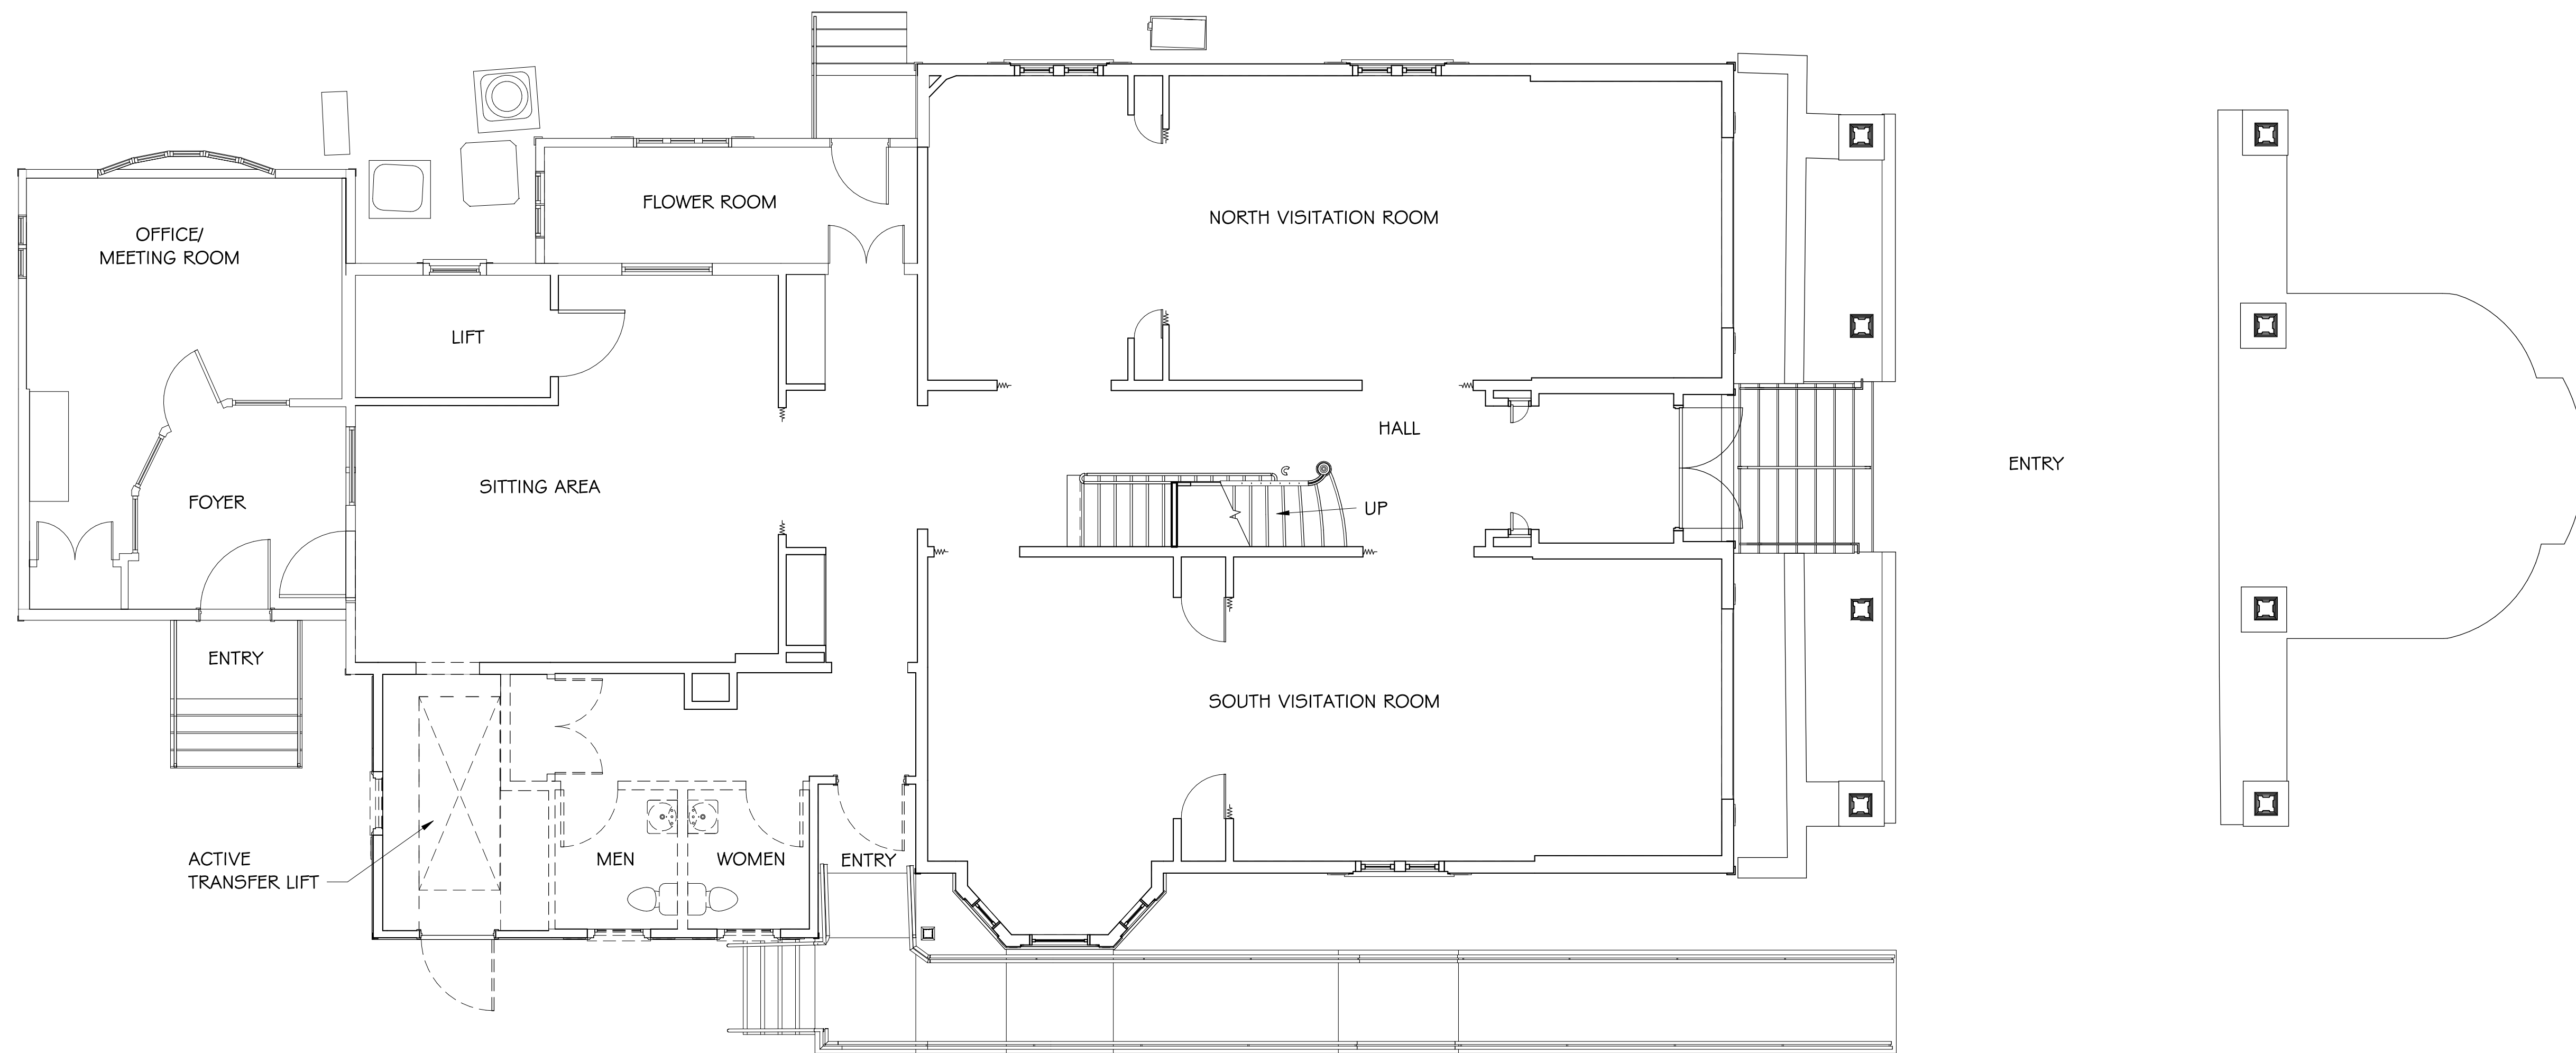 FLOWER ROOM
NORTH VISITATION ROOM
OFFICE/
MEETING ROOM
LIFT
HALL
ENTRY
SITTING AREA
FOYER
UP
ENTRY
SOUTH VISITATION ROOM
ACTIVE
TRANSFER LIFT
MEN
WOMEN
ENTRY